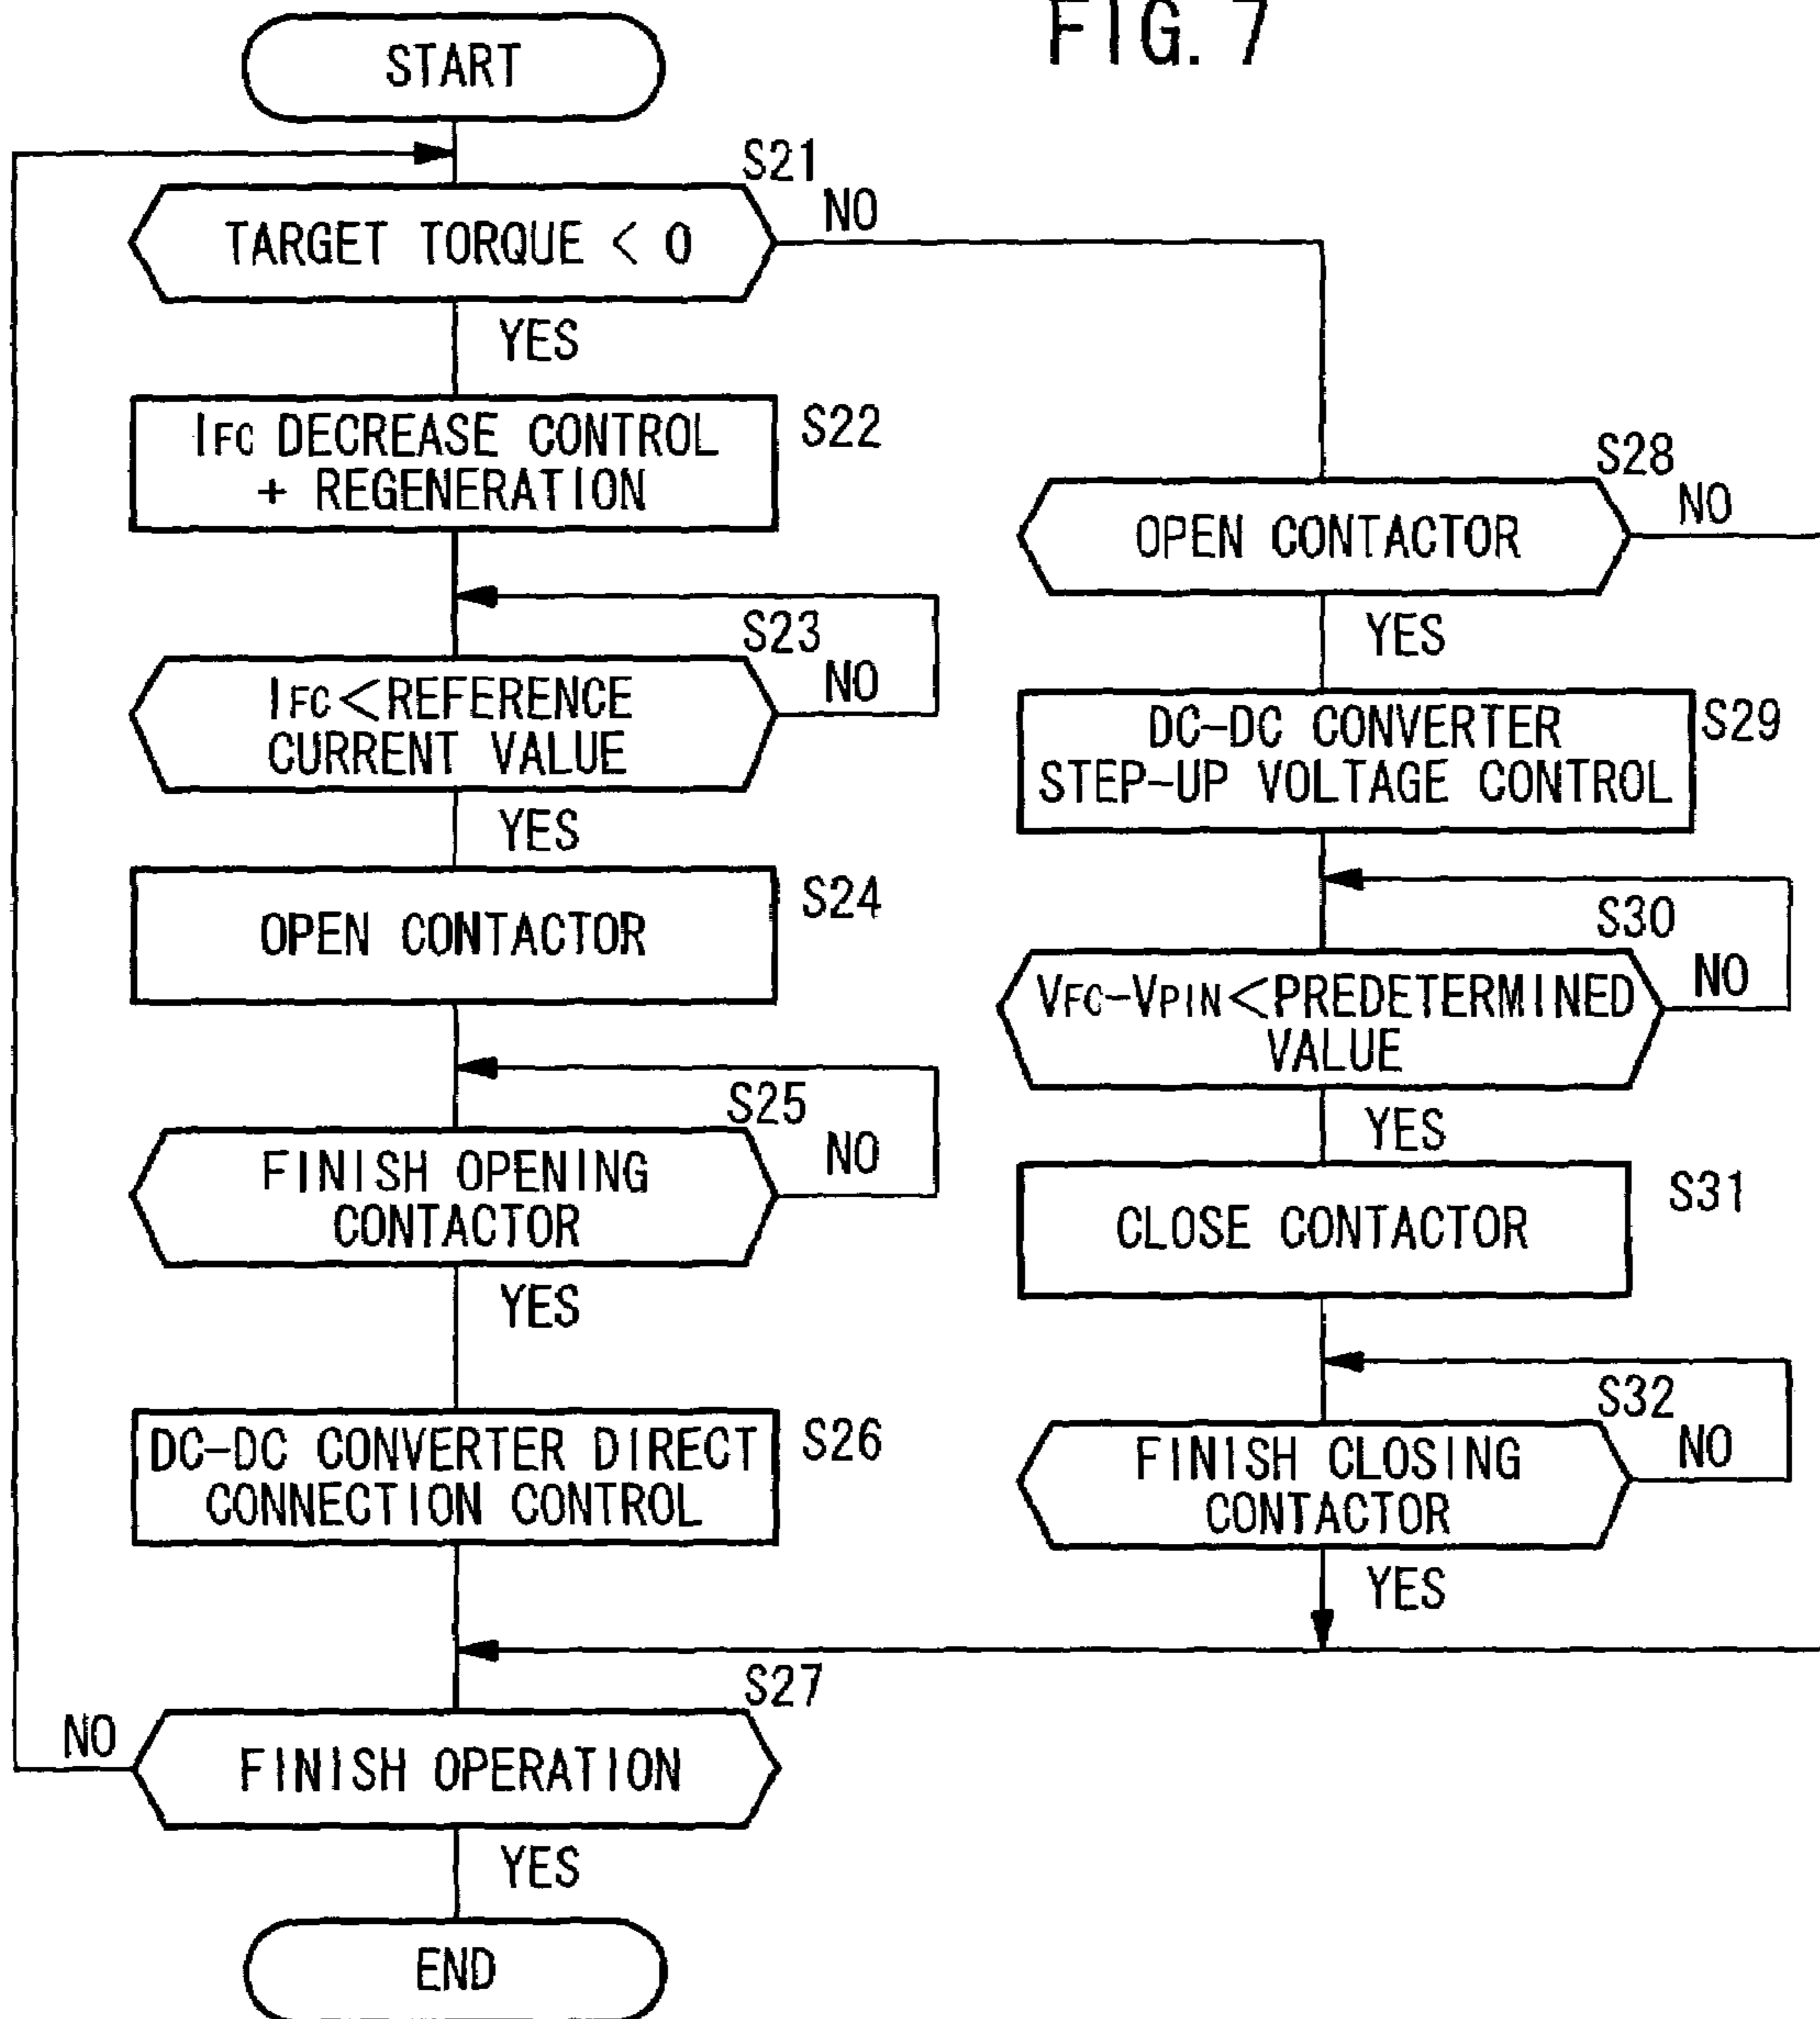 FIG. 7
START
S21
TARGET TORQUE < 0
NO
YES
IFC DECREASE CONTROL
+ REGENERATION
S22
S23
IFC<REFERENCE
CURRENT VALUE
NO
YES
OPEN CONTACTOR
S24
S25
FINISH OPENING
CONTACTOR
NO
YES
DC-DC CONVERTER DIRECT
CONNECTION CONTROL
S26
S27
NO
FINISH OPERATION
YES
END
S28
OPEN CONTACTOR
NO
YES
DC-DC CONVERTER
STEP-UP VOLTAGE CONTROL
S29
S30
VFC-VPIN<PREDETERMINED
VALUE
NO
YES
CLOSE CONTACTOR
S31
S32
FINISH CLOSING
CONTACTOR
NO
YES